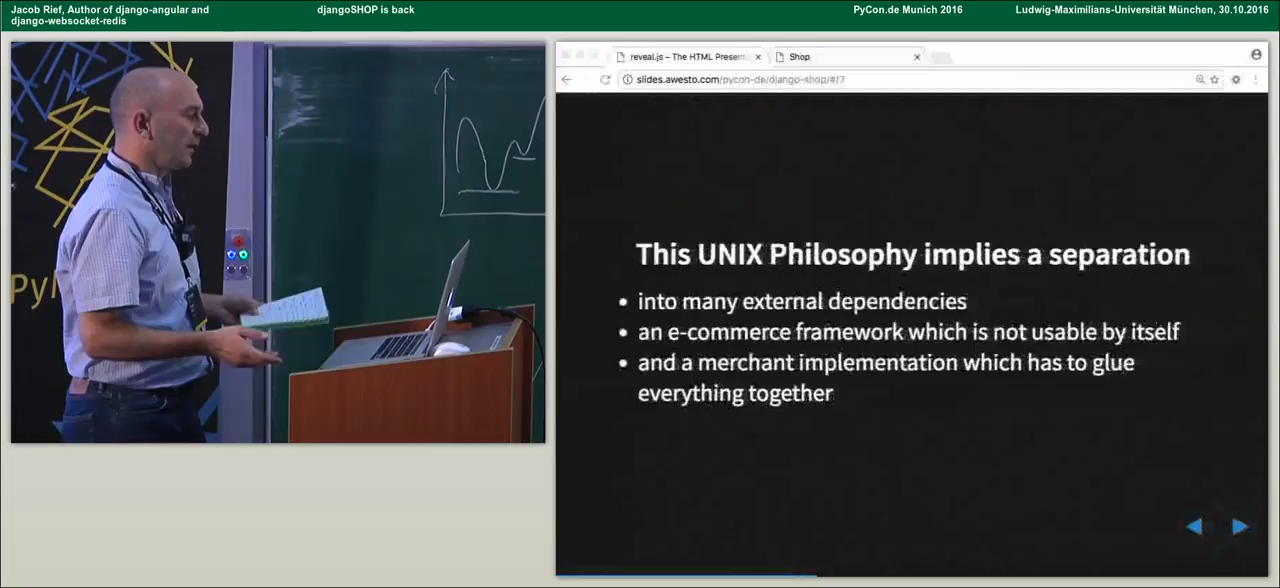 Jacob Rief, Author of django-angular and
django-websocket-redis
djangoSHOP is back
PyCon.de Munich 2016
Ludwig-Maximilians-Universität München, 30.10.2016
reveal.js – The HTML Present
Shop
slides.awesto.com/pycon-de/django-shop/#/7
This UNIX Philosophy implies a separation
• into many external dependencies
• an e-commerce framework which is not usable by itself
• and a merchant implementation which has to glue
everything together